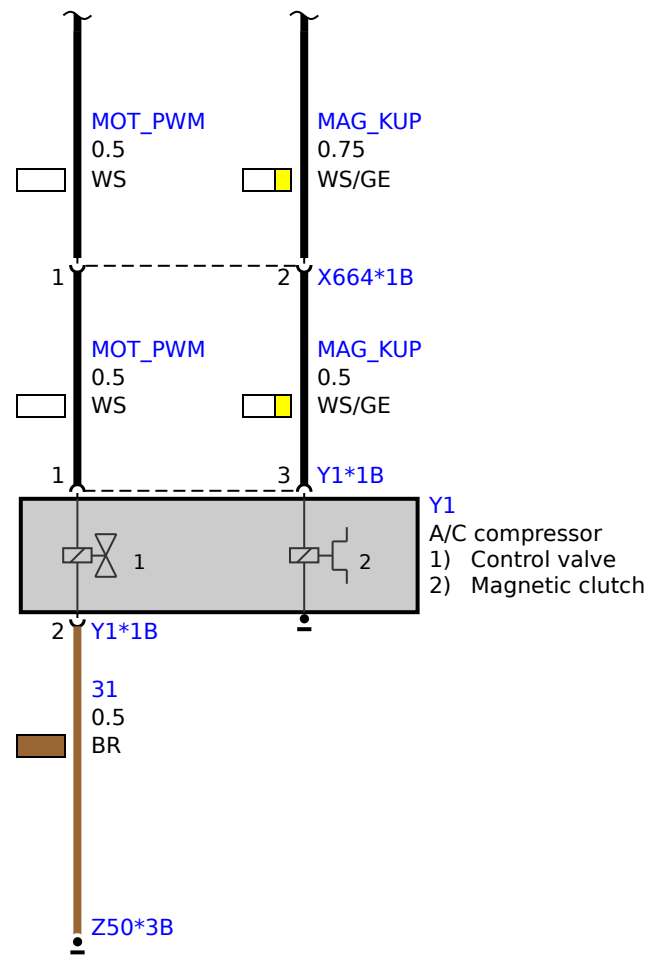 MOT_PWM
0.5
WS
MAG_KUP
0.75
WS/GE
1
2
X664*1B
MOT_PWM
0.5
WS
MAG_KUP
0.5
WS/GE
1
3
Y1*1B
Y1
A/C compressor
1) Control valve
2) Magnetic clutch
1
2
2
Y1*1B
31
0.5
BR
Z50*3B